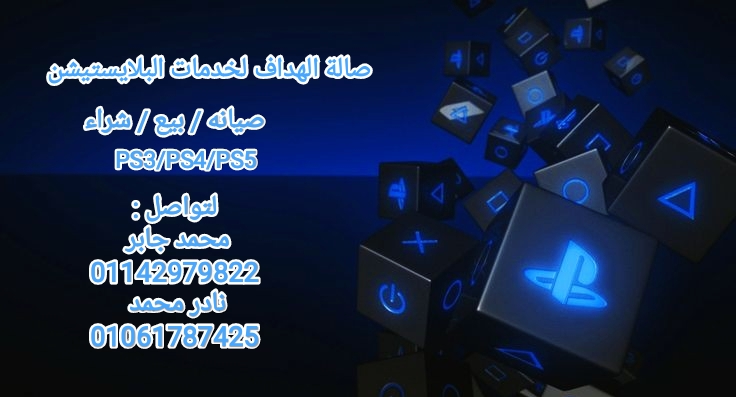 صالة الهداف لخدمات البلايستيشن
صيانه / بيع / شراء
PS3/PS4/PS5
لتواصل :
محمد جابر
01142979822
نادر محمد
01061787425